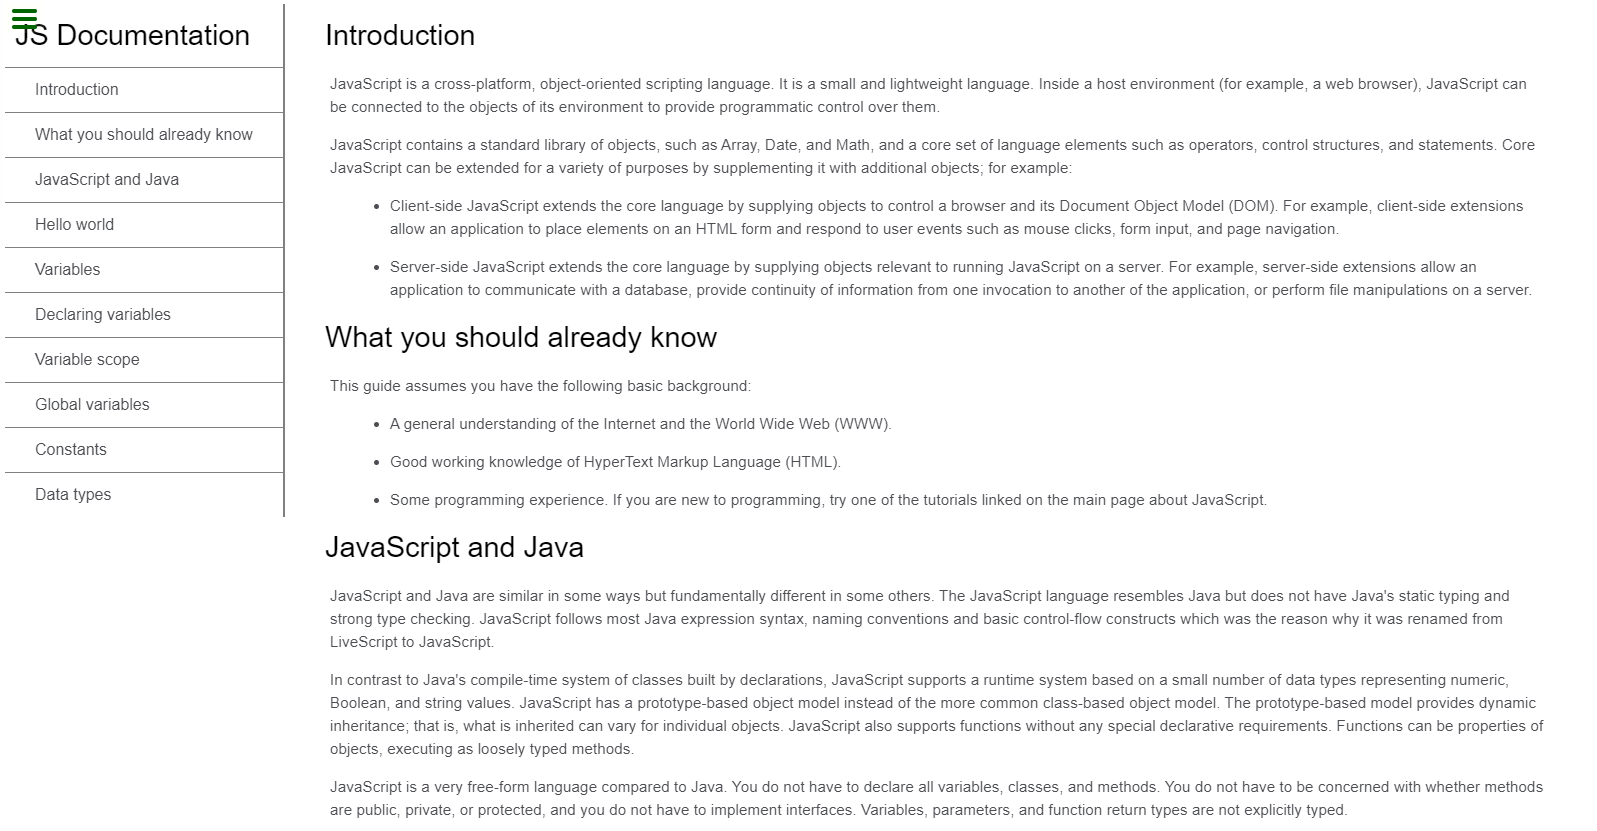 JS Documentation
Introduction
What you should already know
JavaScript and Java
Hello world
Variables
Declaring variables
Variable scope
Global variables
Constants
Data types
Introduction
JavaScript is a cross-platform, object-oriented scripting language. It is a small and lightweight language. Inside a host environment (for example, a web browser), JavaScript can
be connected to the objects of its environment to provide programmatic control over them.
JavaScript contains a standard library of objects, such as Array, Date, and Math, and a core set of language elements such as operators, control structures, and statements. Core
JavaScript can be extended for a variety of purposes by supplementing it with additional objects; for example:
• Client-side JavaScript extends the core language by supplying objects to control a browser and its Document Object Model (DOM). For example, client-side extensions
allow an application to place elements on an HTML form and respond to user events such as mouse clicks, form input, and page navigation.
• Server-side JavaScript extends the core language by supplying objects relevant to running JavaScript on a server. For example, server-side extensions allow an
application to communicate with a database, provide continuity of information from one invocation to another of the application, or perform file manipulations on a server.
What you should already know
This guide assumes you have the following basic background:
• A general understanding of the Internet and the World Wide Web (WWW).
• Good working knowledge of HyperText Markup Language (HTML).
• Some programming experience. If you are new to programming, try one of the tutorials linked on the main page about JavaScript.
JavaScript and Java
JavaScript and Java are similar in some ways but fundamentally different in some others. The JavaScript language resembles Java but does not have Java's static typing and
strong type checking. JavaScript follows most Java expression syntax, naming conventions and basic control-flow constructs which was the reason why it was renamed from
LiveScript to JavaScript.
In contrast to Java's compile-time system of classes built by declarations, JavaScript supports a runtime system based on a small number of data types representing numeric,
Boolean, and string values. JavaScript has a prototype-based object model instead of the more common class-based object model. The prototype-based model provides dynamic
inheritance; that is, what is inherited can vary for individual objects. JavaScript also supports functions without any special declarative requirements. Functions can be properties of
objects, executing as loosely typed methods.
JavaScript is a very free-form language compared to Java. You do not have to declare all variables, classes, and methods. You do not have to be concerned with whether methods
are public, private, or protected, and you do not have to implement interfaces. Variables, parameters, and function return types are not explicitly typed.